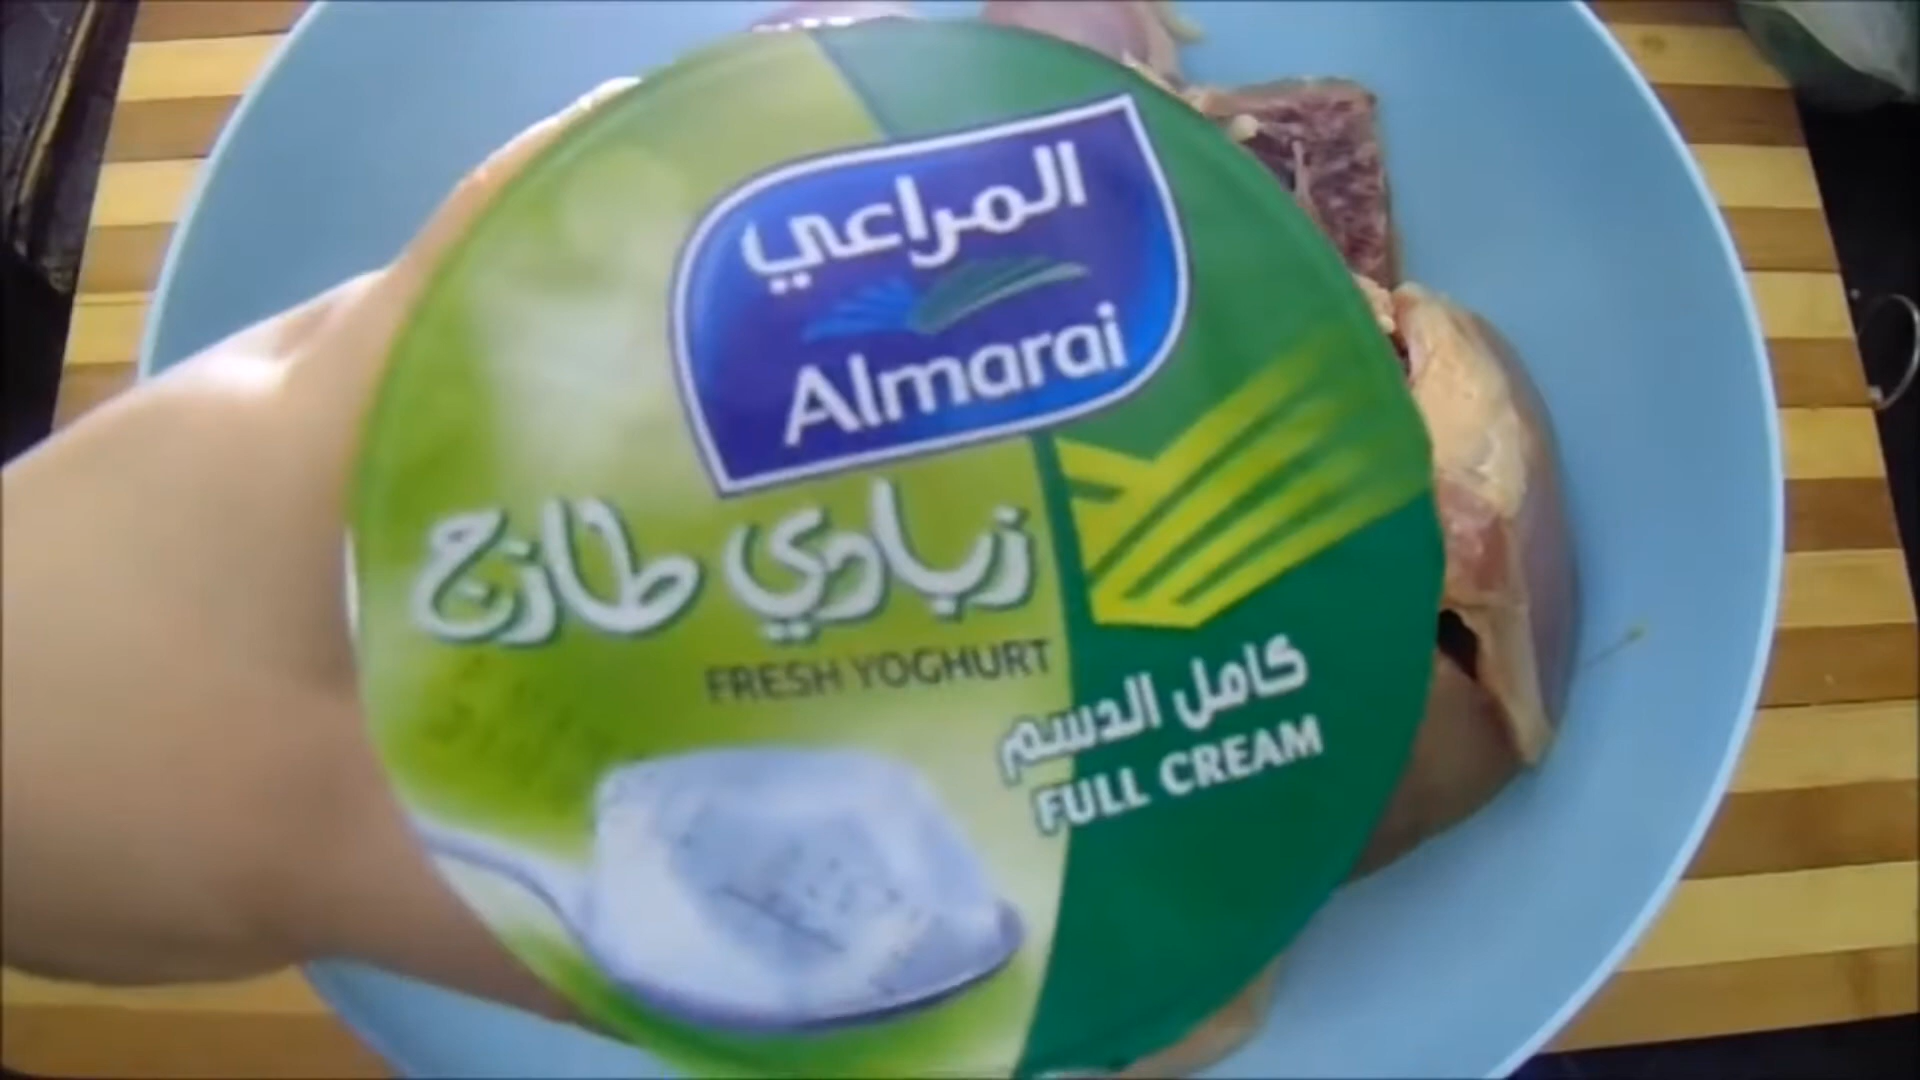 المراعي
Almarai
زبادي طازج
FRESH YOGHURT
كامل الدسم
FULL CREAM